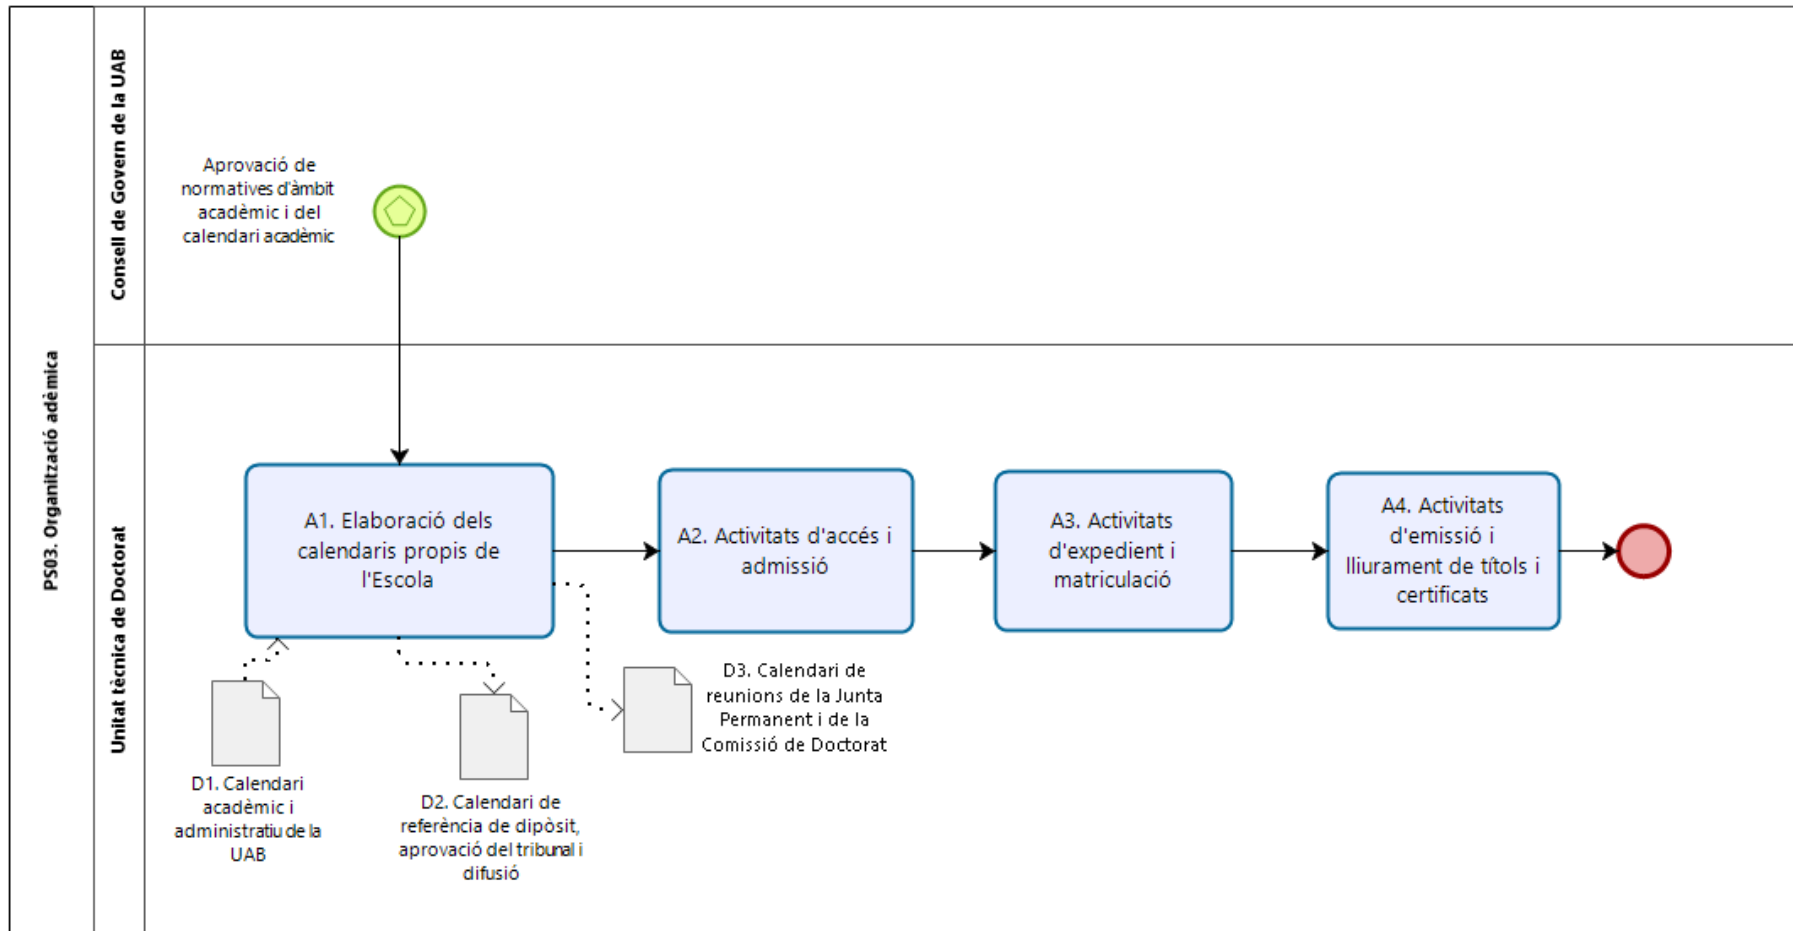 PS03. Organització adèmica
Consell de Govern de la UAB
Aprovació de
normatives d'àmbit
acadèmic i del
calendari acadèmic
Unitat tècnica de Doctorat
A1. Elaboració dels
calendaris propis de
l'Escola
A2. Activitats d'accés i
admissió
A3. Activitats
d'expedient i
matriculació
A4. Activitats
d'emissió i
lliurament de títols i
certificats
D1. Calendari
acadèmic i
administratiu de la
UAB
D2. Calendari de
referència de dipòsit,
aprovació del tribunal i
difusió
D3. Calendari de
reunions de la Junta
Permanent i de la
Comissió de Doctorat